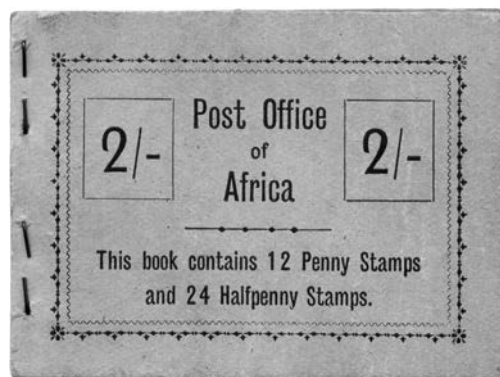 2/-
Post Office
of
Africa
2/-
This book contains 12 Penny Stamps
and 24 Halfpenny Stamps.